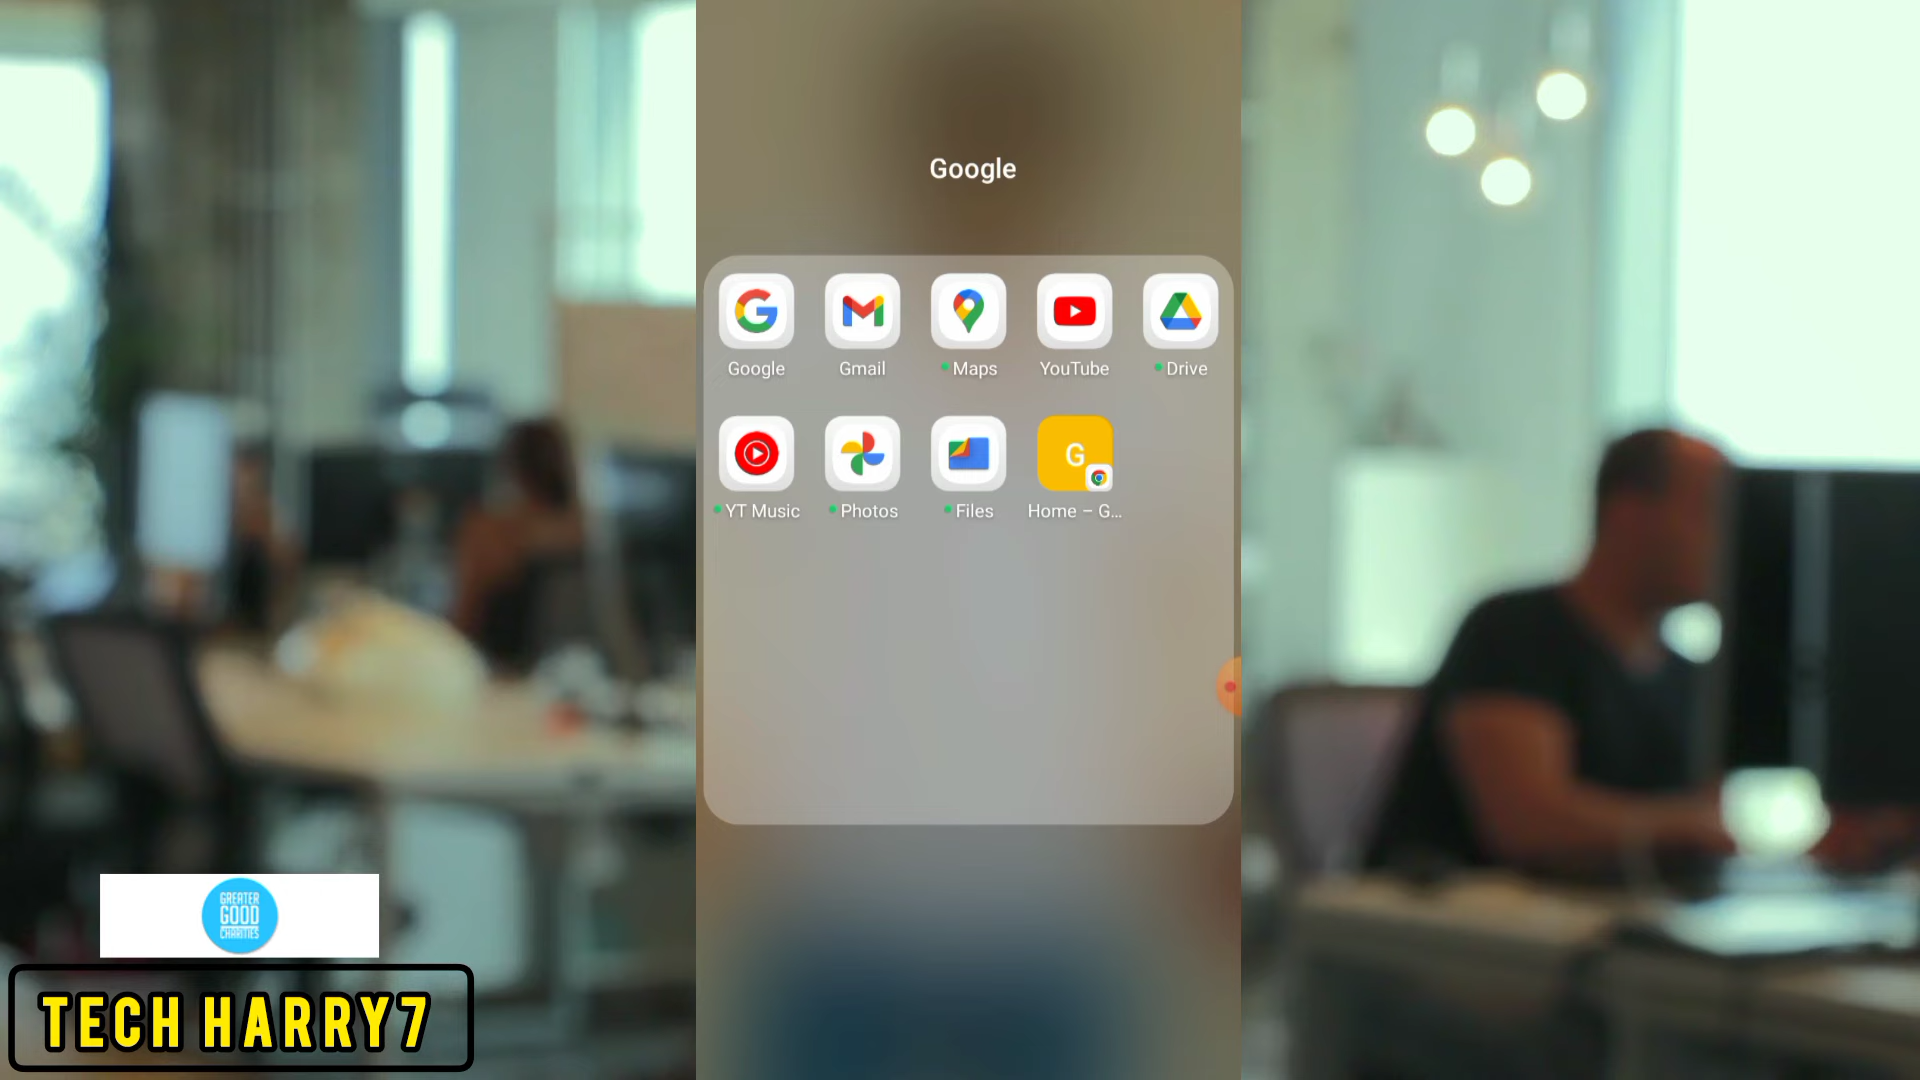 Google
Google
Gmail
Maps
YouTube
Drive
YT Music
Photos
Files
G
Home – G...
GREATER
GOOD
CHARITIES
TECH HARRY7